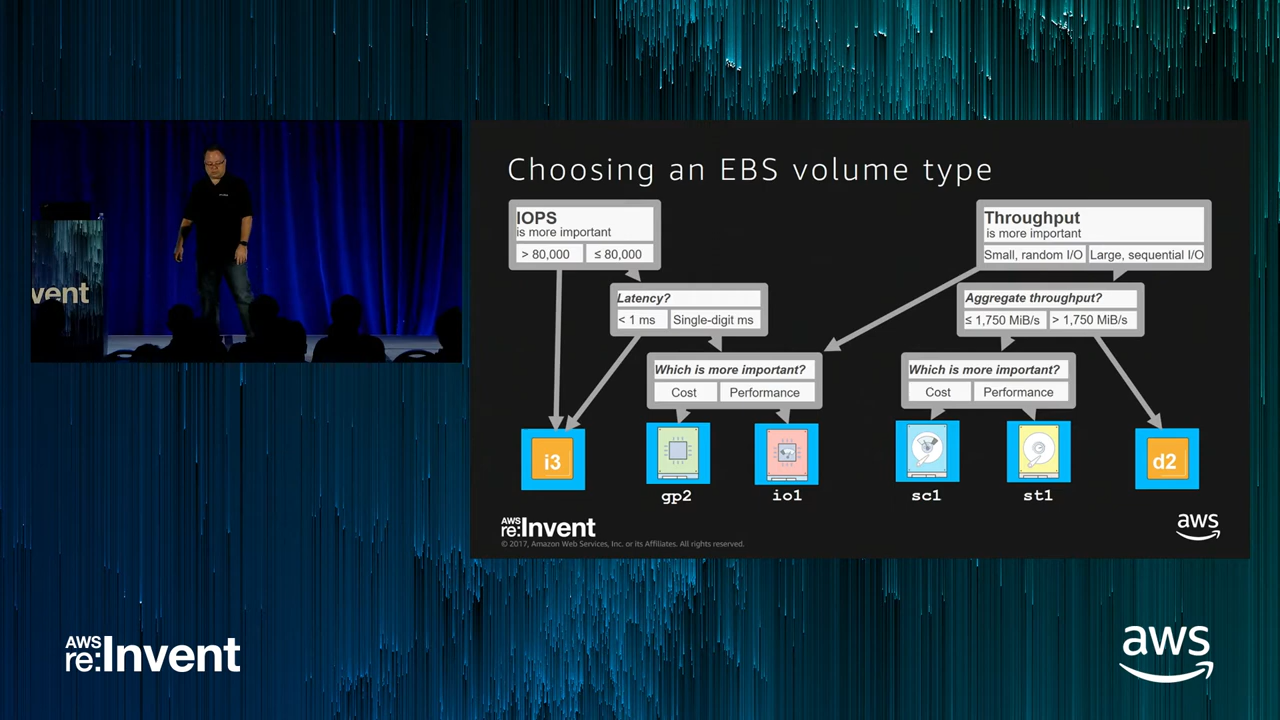 Choosing an EBS volume type
IOPS
is more important
> 80,000
≤ 80,000
Throughput
is more important
Small, random I/O
Large, sequential I/O
Latency?
< 1 ms
Single-digit ms
Aggregate throughput?
≤ 1,750 MiB/s
> 1,750 MiB/s
Which is more important?
Cost
Performance
Which is more important?
Cost
Performance
i3
gp2
io1
sc1
st1
d2
AWS
re:Invent
© 2017, Amazon Web Services, Inc. or its Affiliates. All rights reserved.
aws
vent
AWS
re:Invent
aws